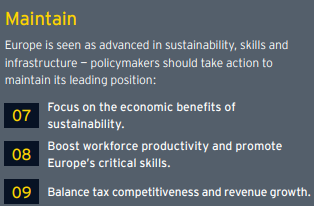 Maintain
Europe is seen as advanced in sustainability, skills and
infrastructure – policymakers should take action to
maintain its leading position:
07 Focus on the economic benefits of
sustainability.
08 Boost workforce productivity and promote
Europe's critical skills.
09 Balance tax competitiveness and revenue growth.